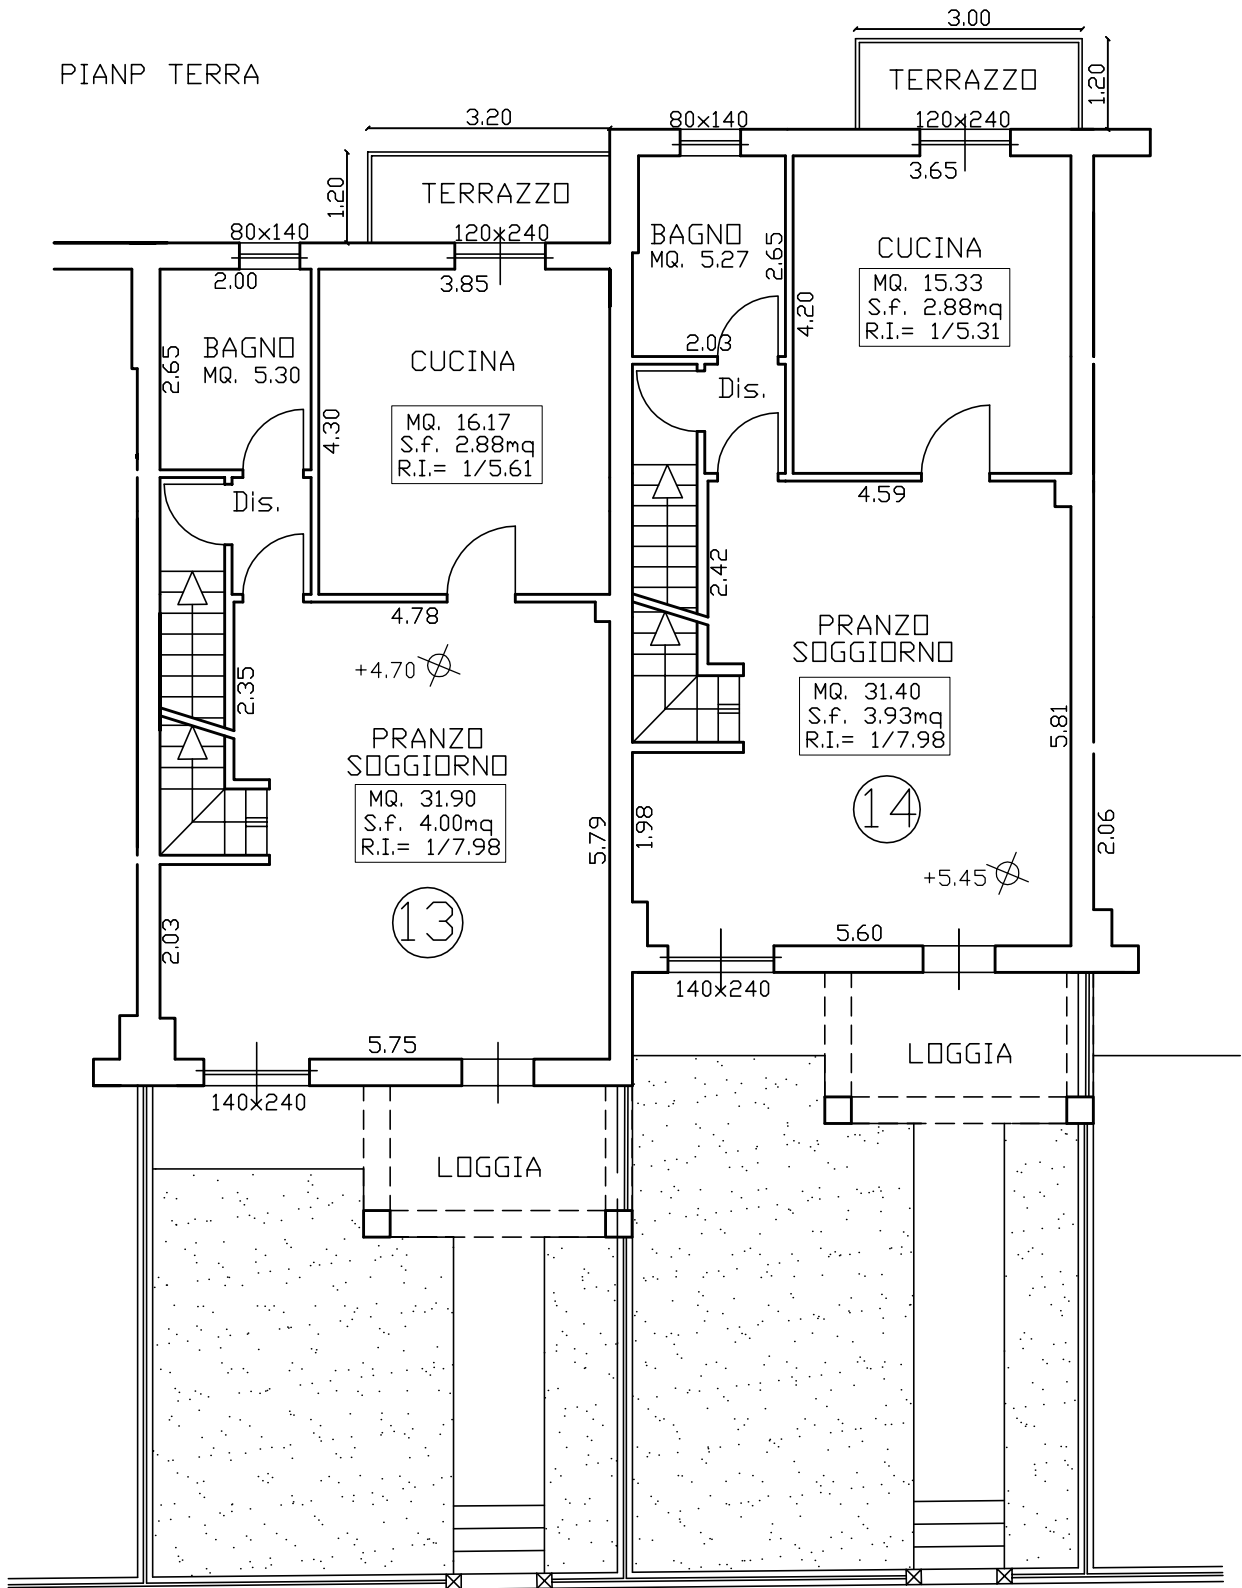 3.00
PIANP TERRA
TERRAZZO
1.20
3.20
80x140
120x240
3.65
1.20
TERRAZZO
80x140
120x240
2.00
3.85
BAGNO
MQ. 5.27
2.65
CUCINA
MQ. 15.33
S.f. 2.88mq
R.I.= 1/5.31
4.20
2.03
2.65
BAGNO
MQ. 5.30
CUCINA
MQ. 16.17
S.f. 2.88mq
R.I.= 1/5.61
4.30
Dis.
Dis.
4.59
2.42
4.78
+4.70
2.35
PRANZO
SOGGIORNO
MQ. 31.40
S.f. 3.93mq
R.I.= 1/7.98
5.81
14
1.98
2.06
+5.45
PRANZO
SOGGIORNO
MQ. 31.90
S.f. 4.00mq
R.I.= 1/7.98
5.79
13
2.03
5.60
140x240
5.75
140x240
LOGGIA
LOGGIA